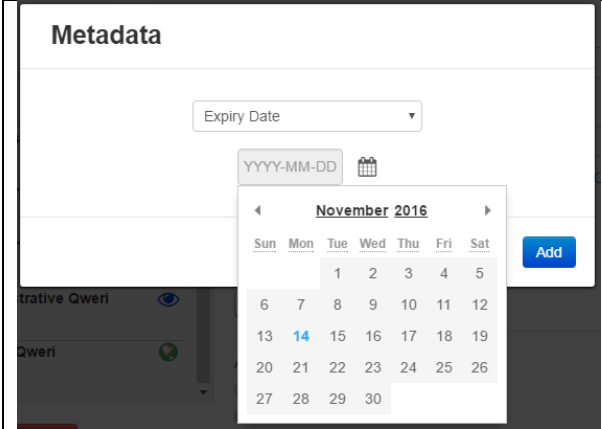 Metadata
Expiry Date
YYYY-MM-DD
November 2016
Sun Mon Tue Wed Thu Fri Sat
Add
1 2 3 4 5
trative Qweri
6 7 8 9 10 11 12
13 14 15 16 17 18 19
Qweri
20 21 22 23 24 25 26
27 28 29 30